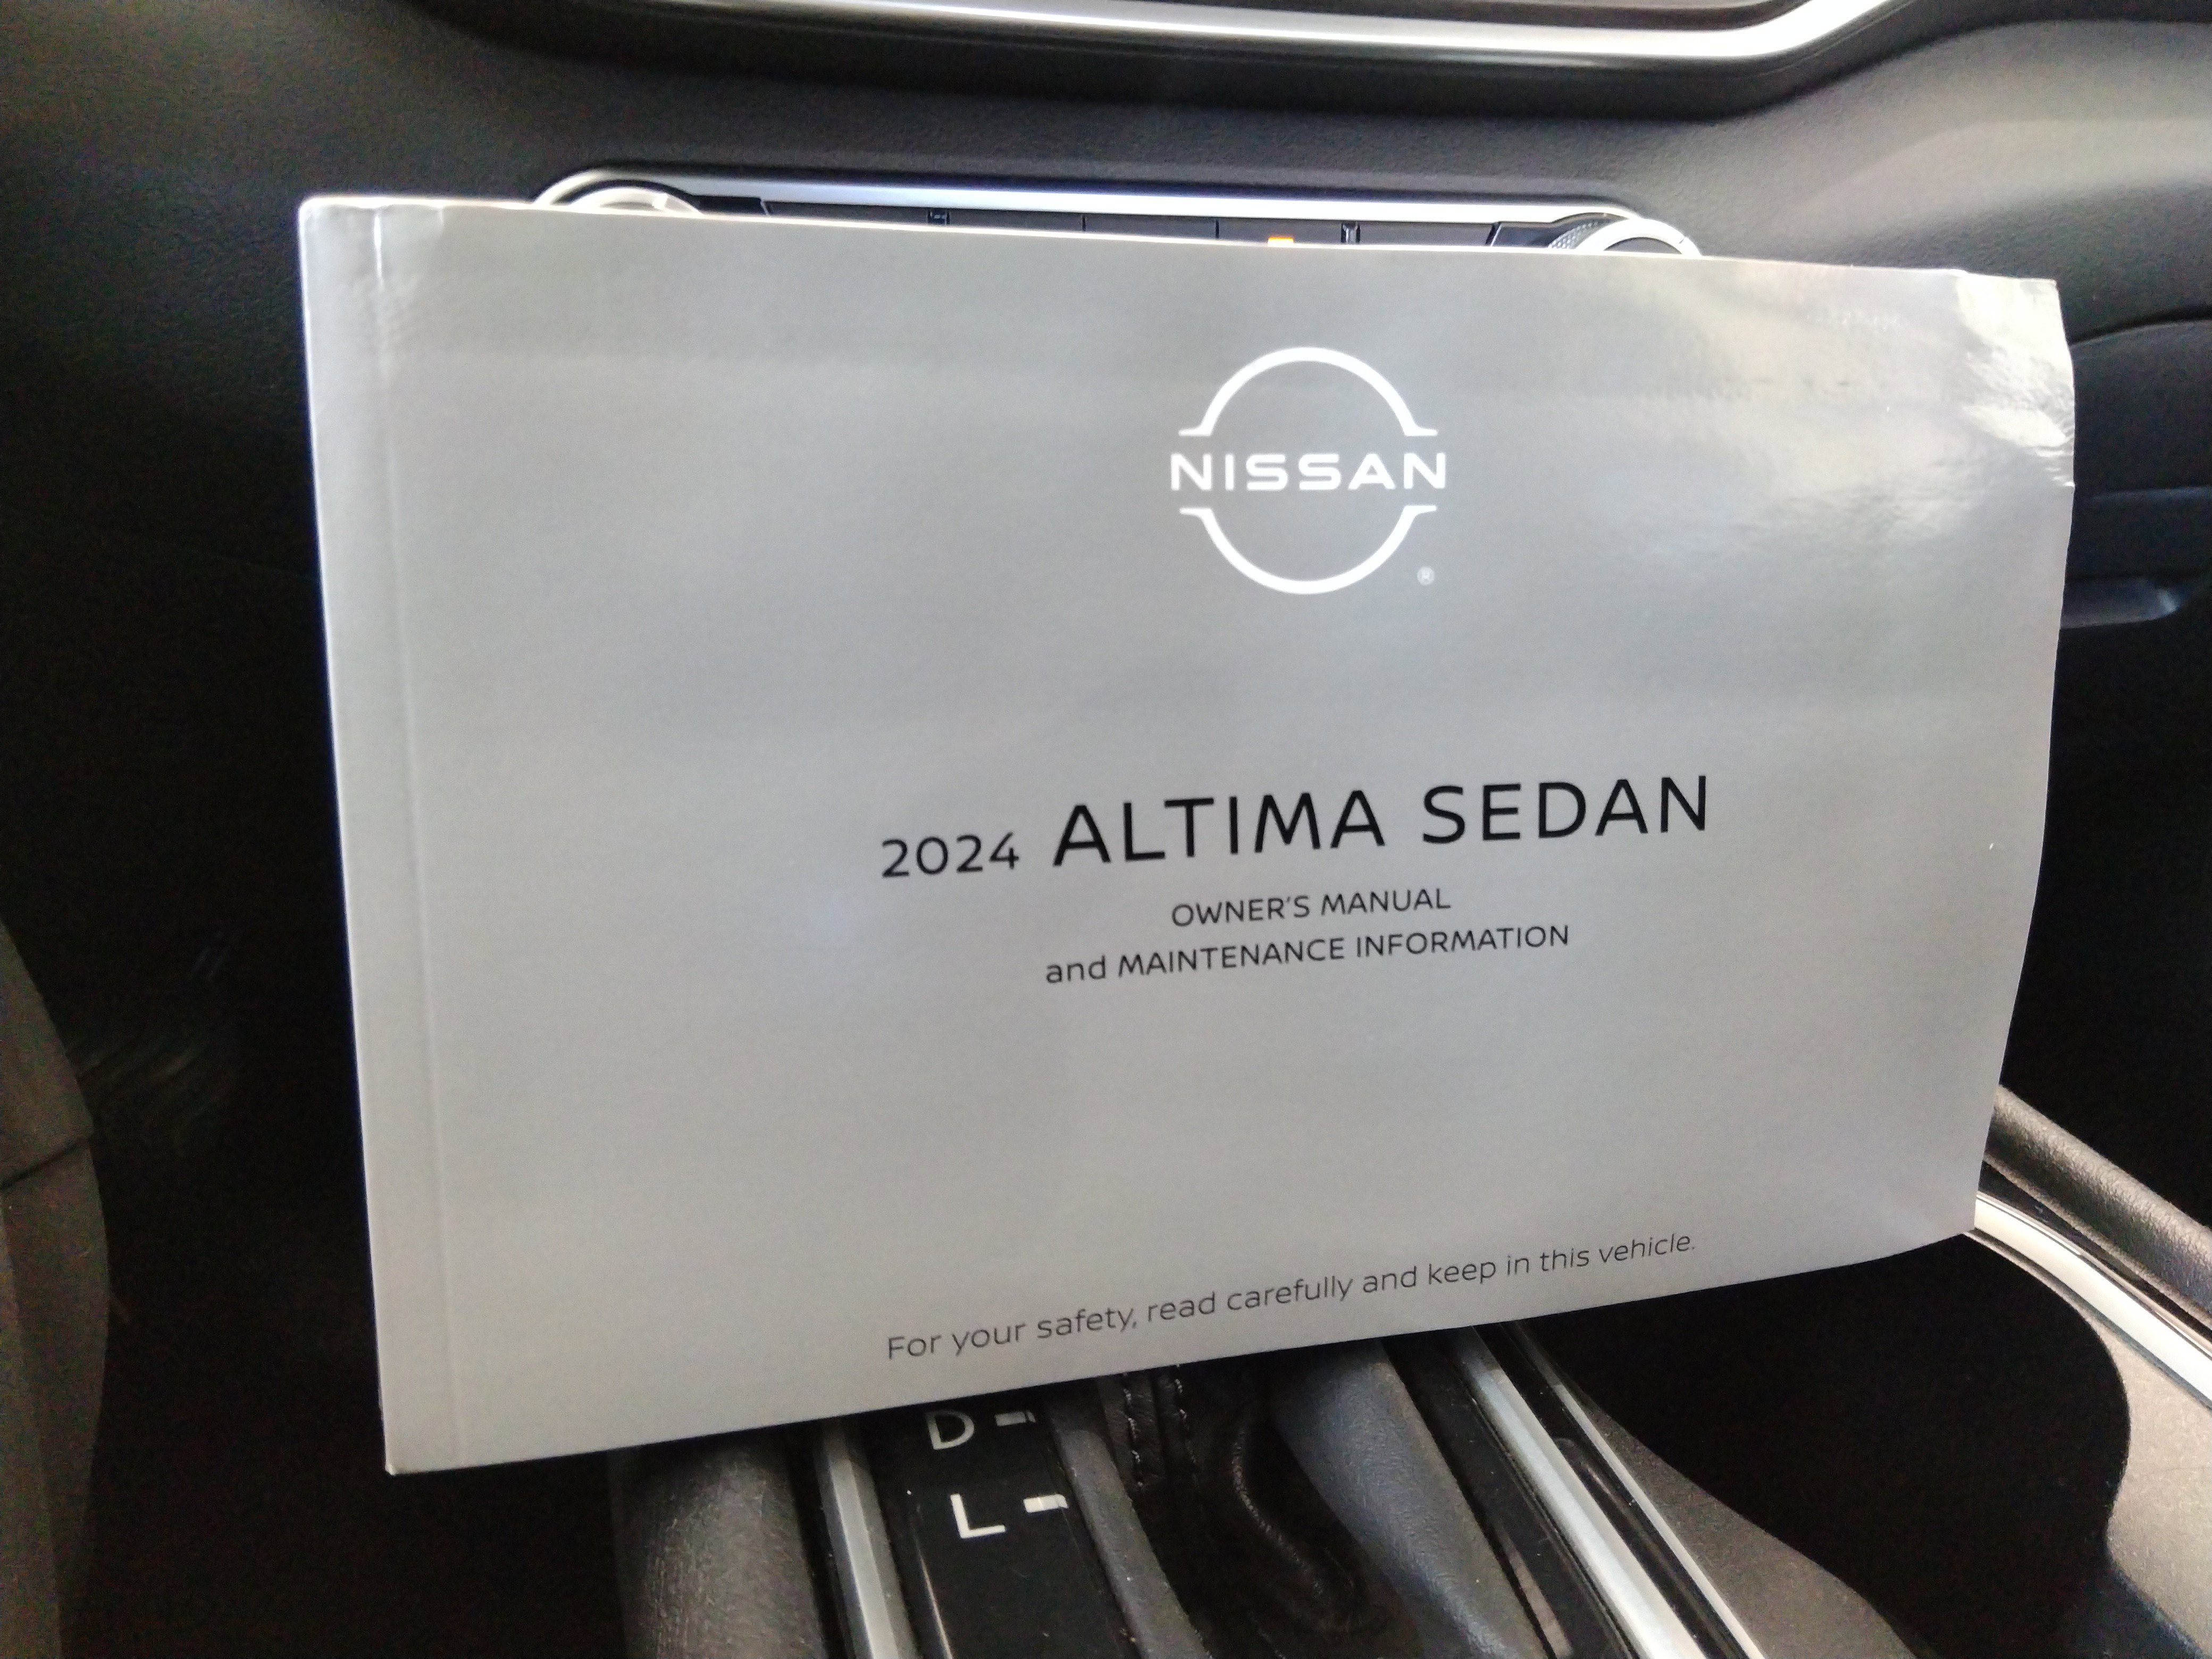 NISSAN
®
2024 ALTIMA SEDAN
OWNER'S MANUAL
and MAINTENANCE INFORMATION
For your safety, read carefully and keep in this vehicle.
D
L